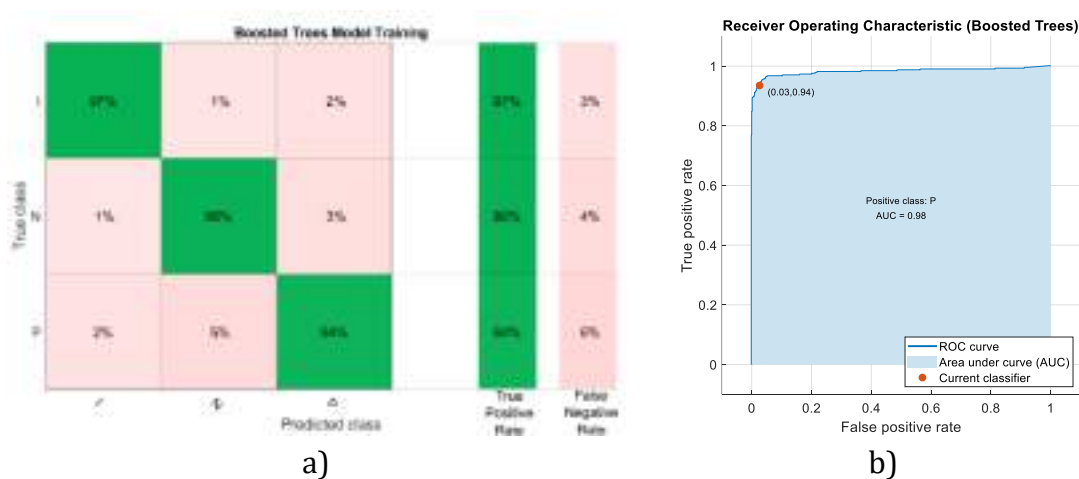 Boosted Trees Model Training
True class
I
97% 1% 2% 97% 3%
N
1% 3% 4%
P
2% 5% 94% 94% 6%
True Positive Rate
False Negative Rate
Predicted class
a)
Receiver Operating Characteristic (Boosted Trees)
True positive rate
1
0.8
0.6
0.4
0.2
0
(0.03,0.94)
Positive class: P
AUC = 0.98
ROC curve
Area under curve (AUC)
Current classifier
0 0.2 0.4 0.6 0.8 1
False positive rate
b)